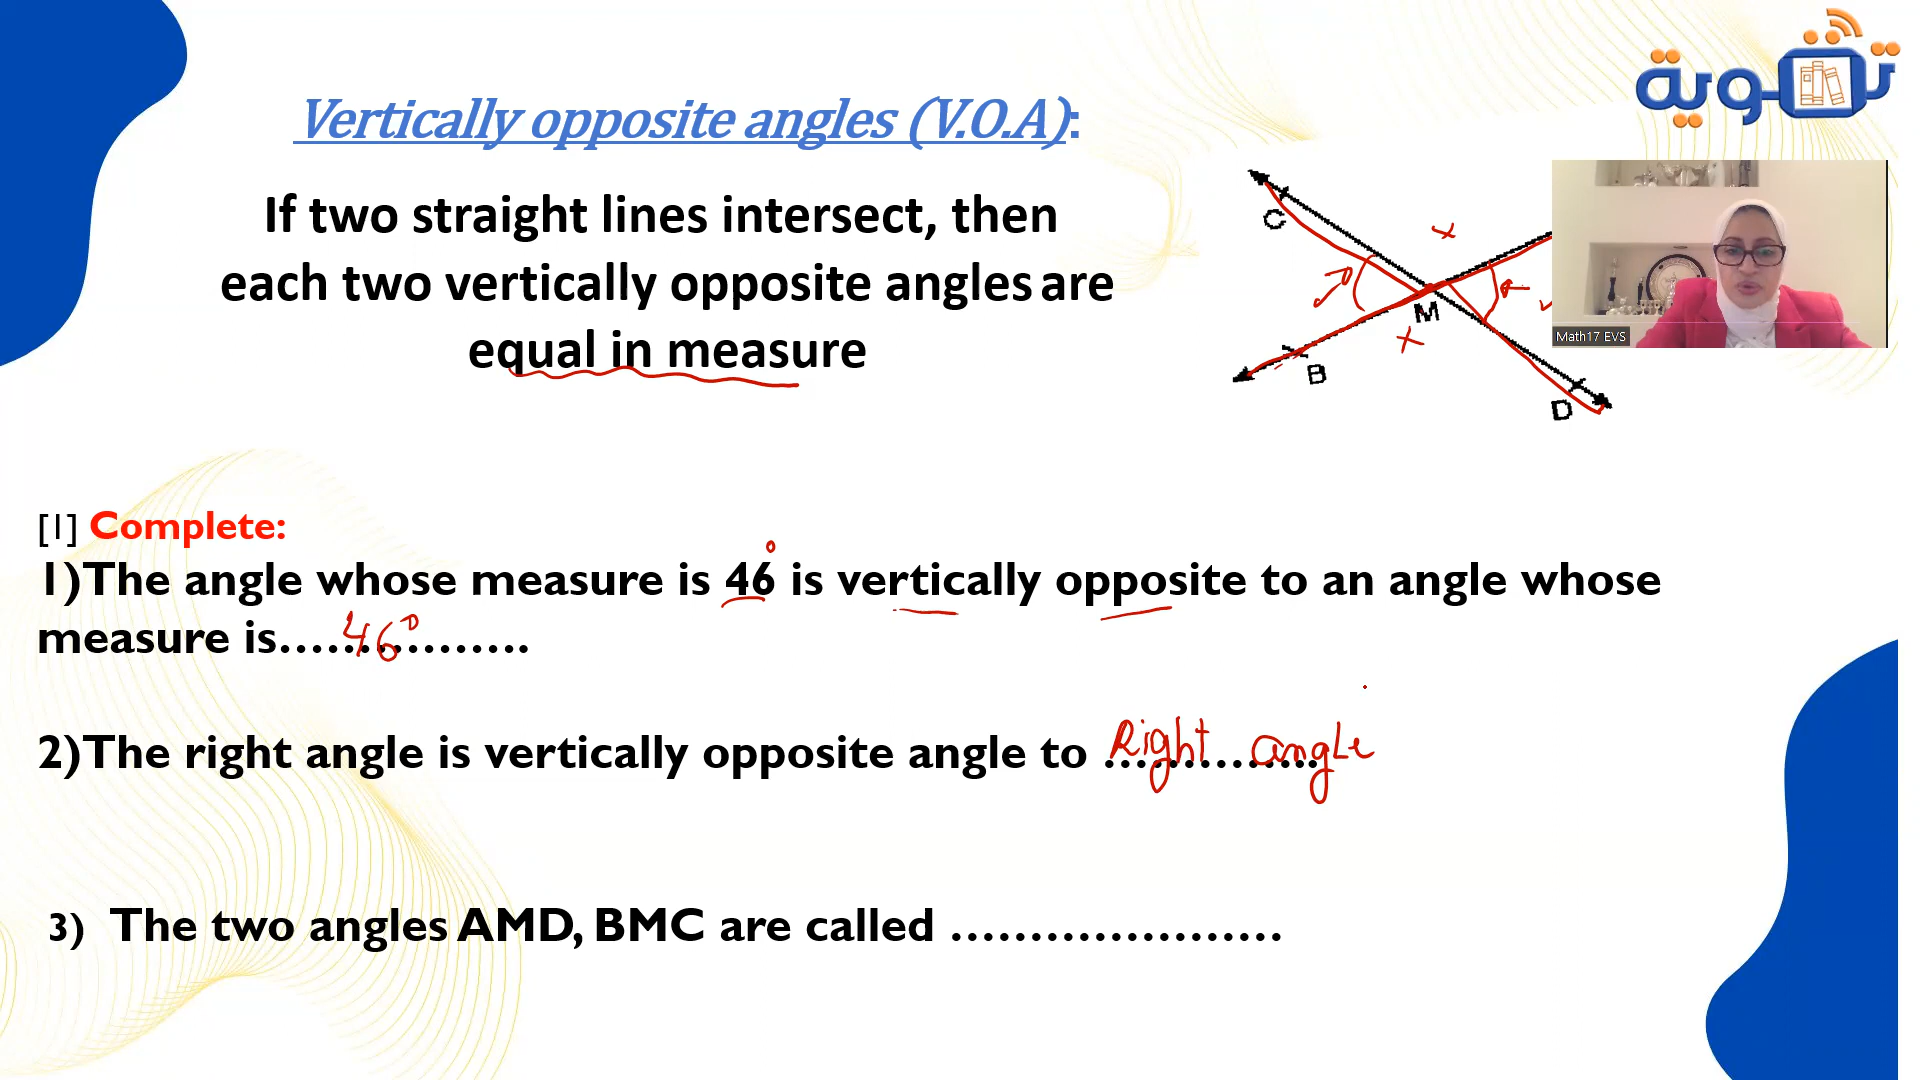 تقوية
Vertically opposite angles (V.O.A):
If two straight lines intersect, then
each two vertically opposite angles are
equal in measure
C
M
B
D
x
x
Math17 EVS
[1] Complete:
1)The angle whose measure is 46° is vertically opposite to an angle whose
measure is.....46°..........
2)The right angle is vertically opposite angle to Right angle
3) The two angles AMD, BMC are called .....................